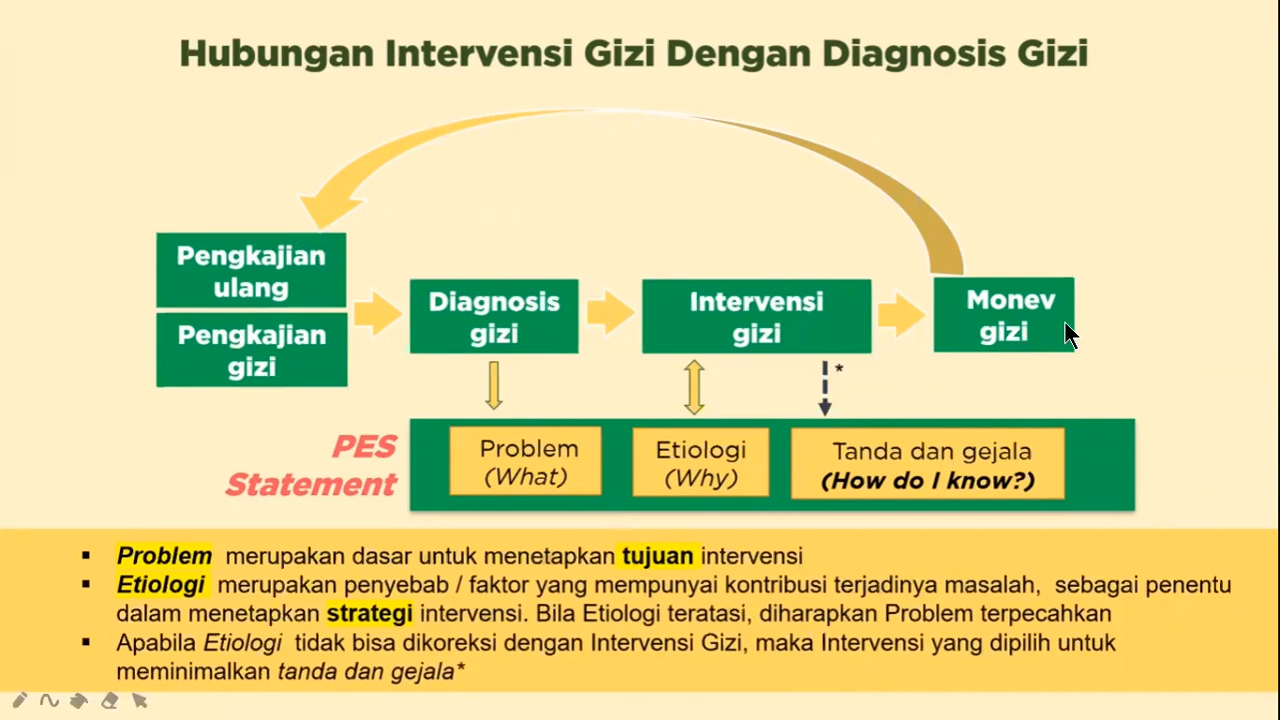 Hubungan Intervensi Gizi Dengan Diagnosis Gizi
Pengkajian
ulang
Pengkajian
gizi
Diagnosis
gizi
Intervensi
gizi
Monev
gizi
*
PES
Statement
Problem
(What)
Etiologi
(Why)
Tanda dan gejala
(How do I know?)
▪ Problem merupakan dasar untuk menetapkan tujuan intervensi
▪ Etiologi merupakan penyebab / faktor yang mempunyai kontribusi terjadinya masalah, sebagai penentu
dalam menetapkan strategi intervensi. Bila Etiologi teratasi, diharapkan Problem terpecahkan
▪ Apabila Etiologi tidak bisa dikoreksi dengan Intervensi Gizi, maka Intervensi yang dipilih untuk
meminimalkan tanda dan gejala*